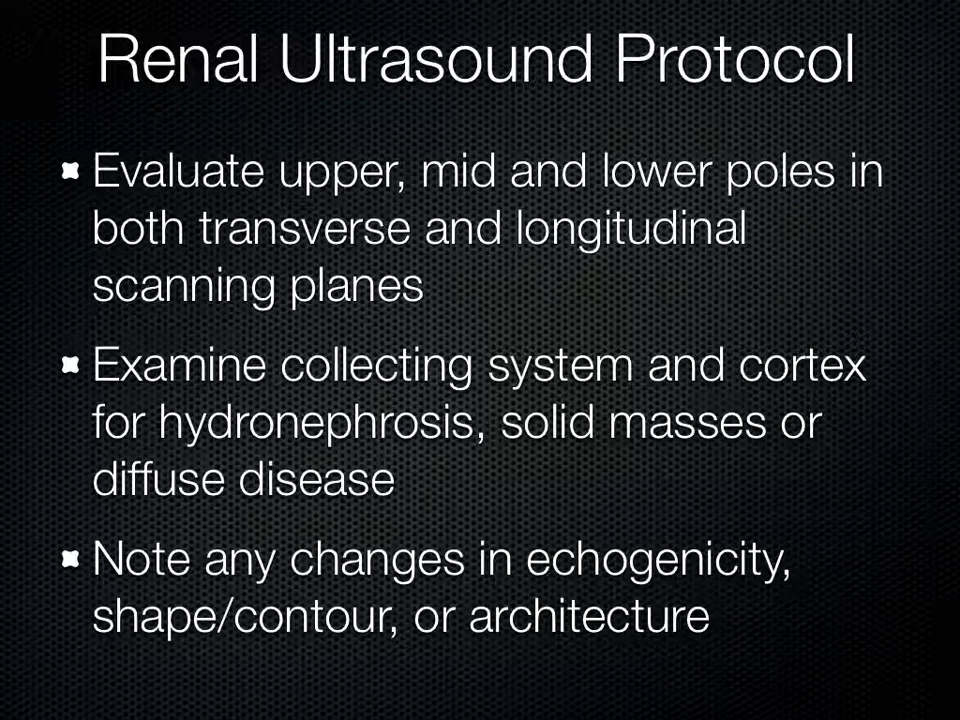 Renal Ultrasound Protocol
Evaluate upper, mid and lower poles in
both transverse and longitudinal
scanning planes
Examine collecting system and cortex
for hydronephrosis, solid masses or
diffuse disease
Note any changes in echogenicity,
shape/contour, or architecture